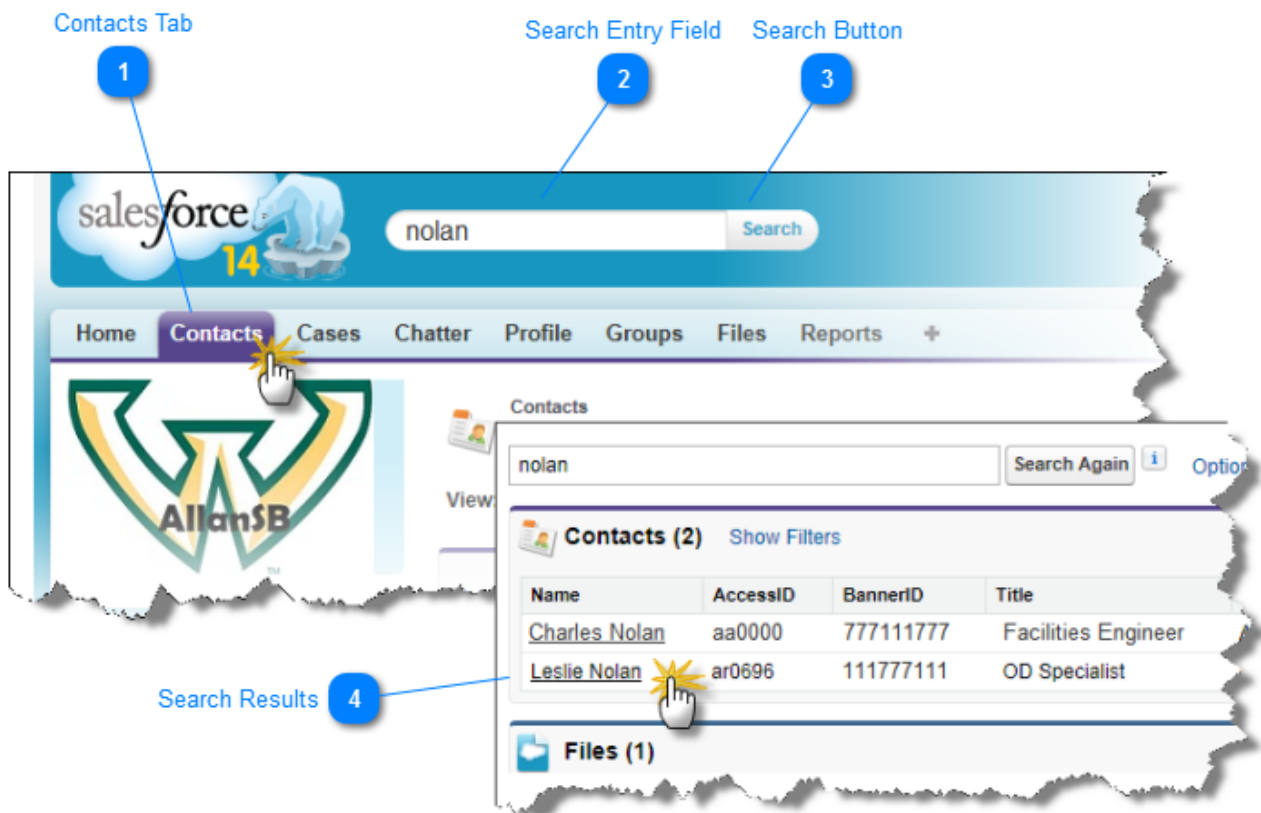 Contacts Tab
Search Entry Field
Search Button
1
2
3
salesforce
14
nolan
Search
Home Contacts Cases Chatter Profile Groups Files Reports +
AllanSB
TM
Contacts
View:
nolan
Search Again
i
Option
Contacts (2) Show Filters
Name AccessID BannerID Title
Charles Nolan aa0000 777111777 Facilities Engineer
Leslie Nolan ar0696 111777111 OD Specialist
Search Results 4
Files (1)